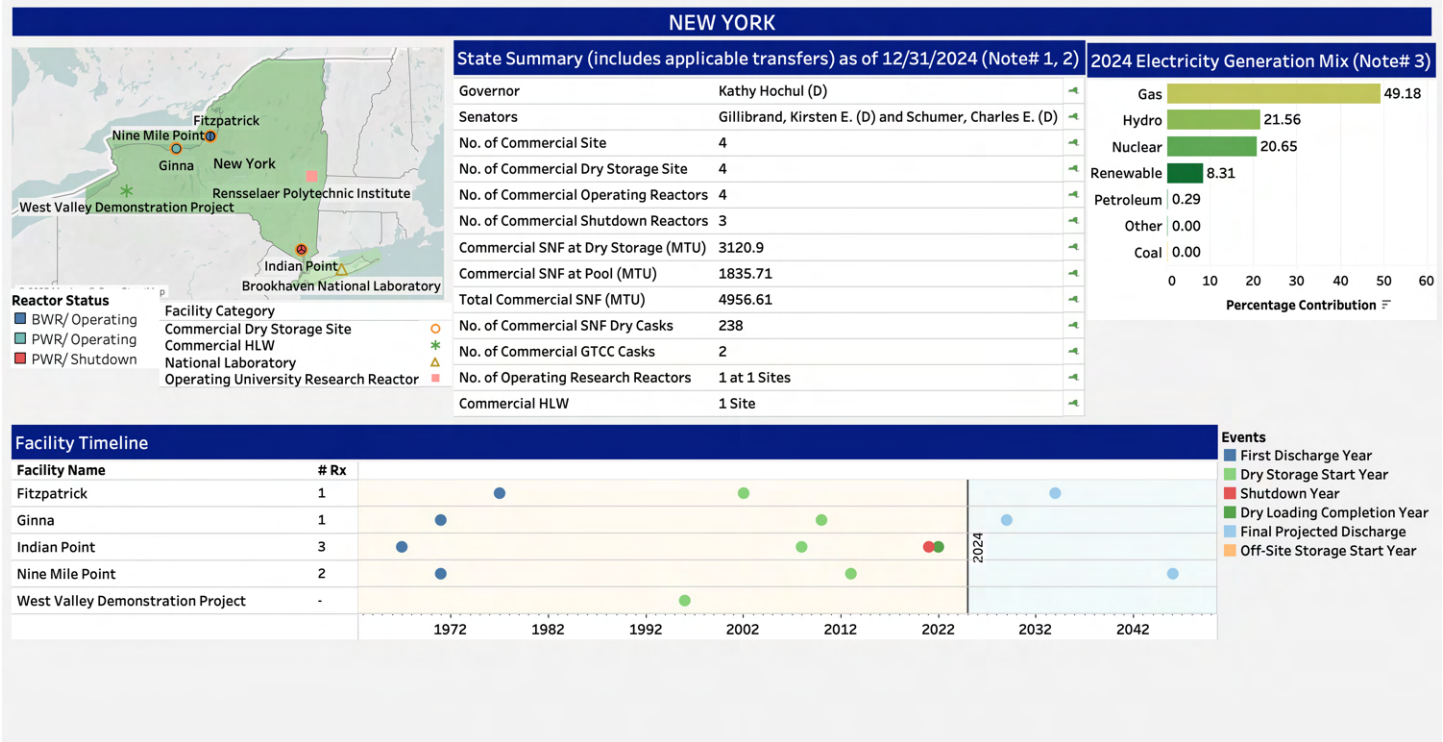 NEW YORK
Fitzpatrick
Nine Mile Point
Ginna
New York
Rensselaer Polytechnic Institute
West Valley Demonstration Project
Indian Point
Brookhaven National Laboratory
Reactor Status
BWR/ Operating
PWR/ Operating
PWR/ Shutdown
Facility Category
Commercial Dry Storage Site
Commercial HLW
National Laboratory
Operating University Research Reactor
State Summary (includes applicable transfers) as of 12/31/2024 (Note# 1, 2)
Governor Kathy Hochul (D)
Senators Gillibrand, Kirsten E. (D) and Schumer, Charles E. (D)
No. of Commercial Site 4
No. of Commercial Dry Storage Site 4
No. of Commercial Operating Reactors 4
No. of Commercial Shutdown Reactors 3
Commercial SNF at Dry Storage (MTU) 3120.9
Commercial SNF at Pool (MTU) 1835.71
Total Commercial SNF (MTU) 4956.61
No. of Commercial SNF Dry Casks 238
No. of Commercial GTCC Casks 2
No. of Operating Research Reactors 1 at 1 Sites
Commercial HLW 1 Site
2024 Electricity Generation Mix (Note# 3)
Gas 49.18
Hydro 21.56
Nuclear 20.65
Renewable 8.31
Petroleum 0.29
Other 0.00
Coal 0.00
0 10 20 30 40 50 60
Percentage Contribution
Facility Timeline
Facility Name # Rx
Fitzpatrick 1
Ginna 1
Indian Point 3
Nine Mile Point 2
West Valley Demonstration Project -
2024
1972 1982 1992 2002 2012 2022 2032 2042
Events
First Discharge Year
Dry Storage Start Year
Shutdown Year
Dry Loading Completion Year
Final Projected Discharge
Off-Site Storage Start Year